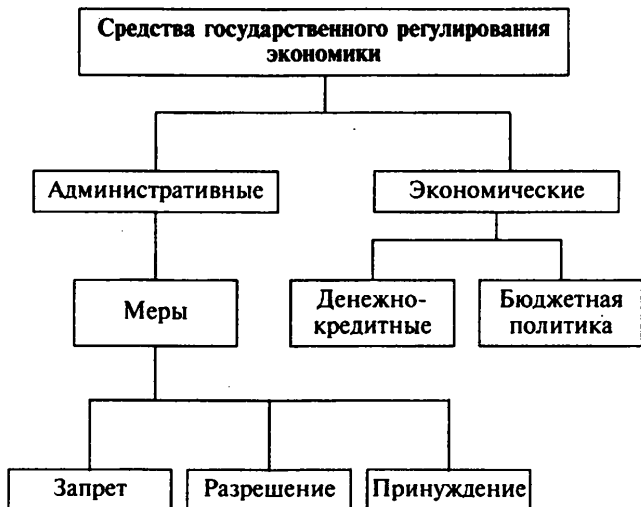 Средства государственного регулирования
экономики
Административные
Экономические
Меры
Денежно-
кредитные
Бюджетная
политика
Запрет
Разрешение
Принуждение